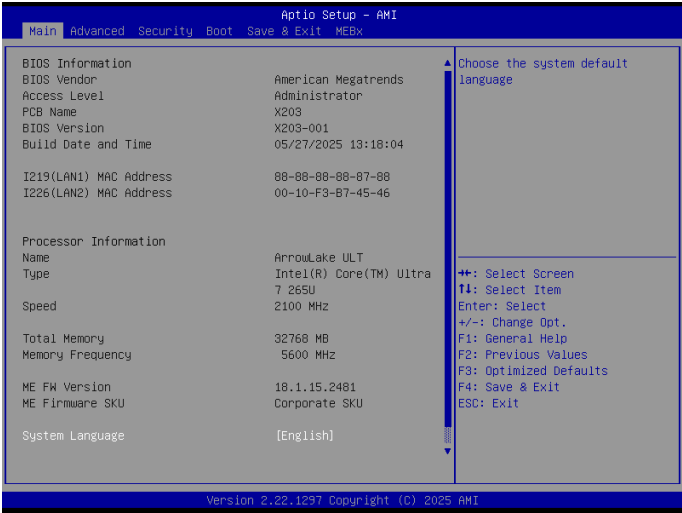 Aptio Setup - AMI
Main Advanced Security Boot Save & Exit MEBx
BIOS Information
BIOS Vendor American Megatrends
Access Level Administrator
PCB Name X203
BIOS Version X203-001
Build Date and Time 05/27/2025 13:18:04
I219(LAN1) MAC Address 88-88-88-88-87-88
I226(LAN2) MAC Address 00-10-F3-B7-45-46
Processor Information
Name ArrowLake ULT
Type Intel(R) Core(TM) Ultra
7 265U
Speed 2100 MHz
Total Memory 32768 MB
Memory Frequency 5600 MHz
ME FW Version 18.1.15.2481
ME Firmware SKU Corporate SKU
System Language [English]
Choose the system default
language
→←: Select Screen
↑↓: Select Item
Enter: Select
+/-: Change Opt.
F1: General Help
F2: Previous Values
F3: Optimized Defaults
F4: Save & Exit
ESC: Exit
Version 2.22.1297 Copyright (C) 2025 AMI